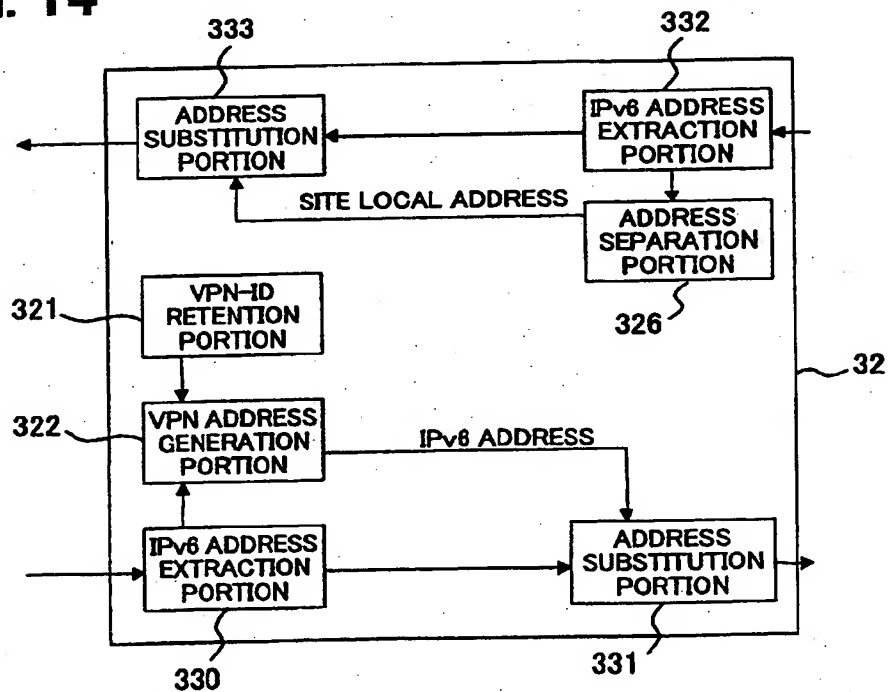 14
333
332
ADDRESS
SUBSTITUTION
PORTION
IPv6 ADDRESS
EXTRACTION
PORTION
SITE LOCAL ADDRESS
ADDRESS
SEPARATION
PORTION
326
321
VPN-ID
RETENTION
PORTION
32
322
VPN ADDRESS
GENERATION
PORTION
IPv6 ADDRESS
IPv6 ADDRESS
EXTRACTION
PORTION
ADDRESS
SUBSTITUTION
PORTION
330
331